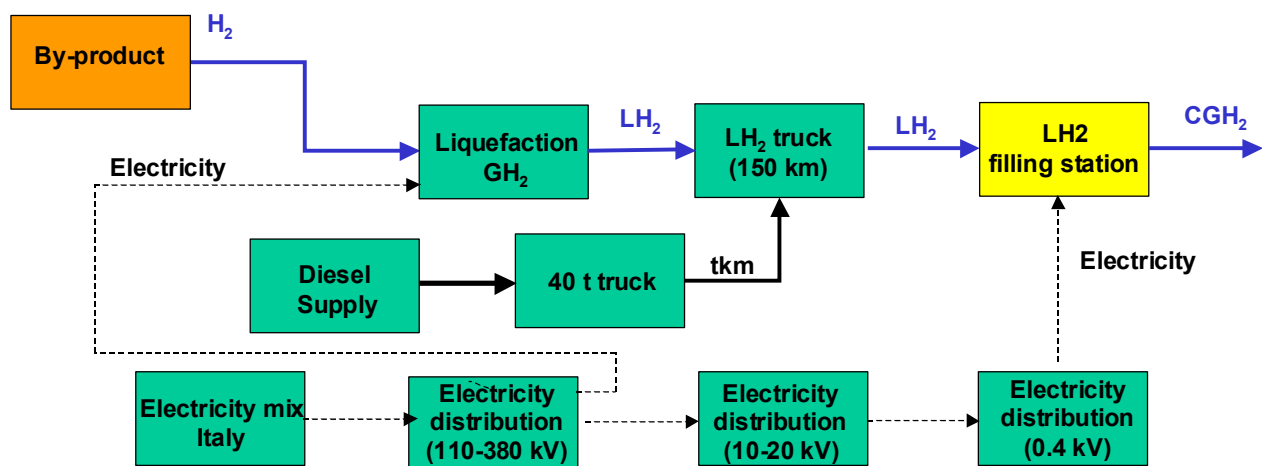 H₂
By-product
LH₂
LH₂
CGH₂
Liquefaction
GH₂
LH₂ truck
(150 km)
LH2
filling station
Electricity
Diesel
Supply
40 t truck
tkm
Electricity
Electricity mix
Italy
Electricity
distribution
(110-380 kV)
Electricity
distribution
(10-20 kV)
Electricity
distribution
(0.4 kV)